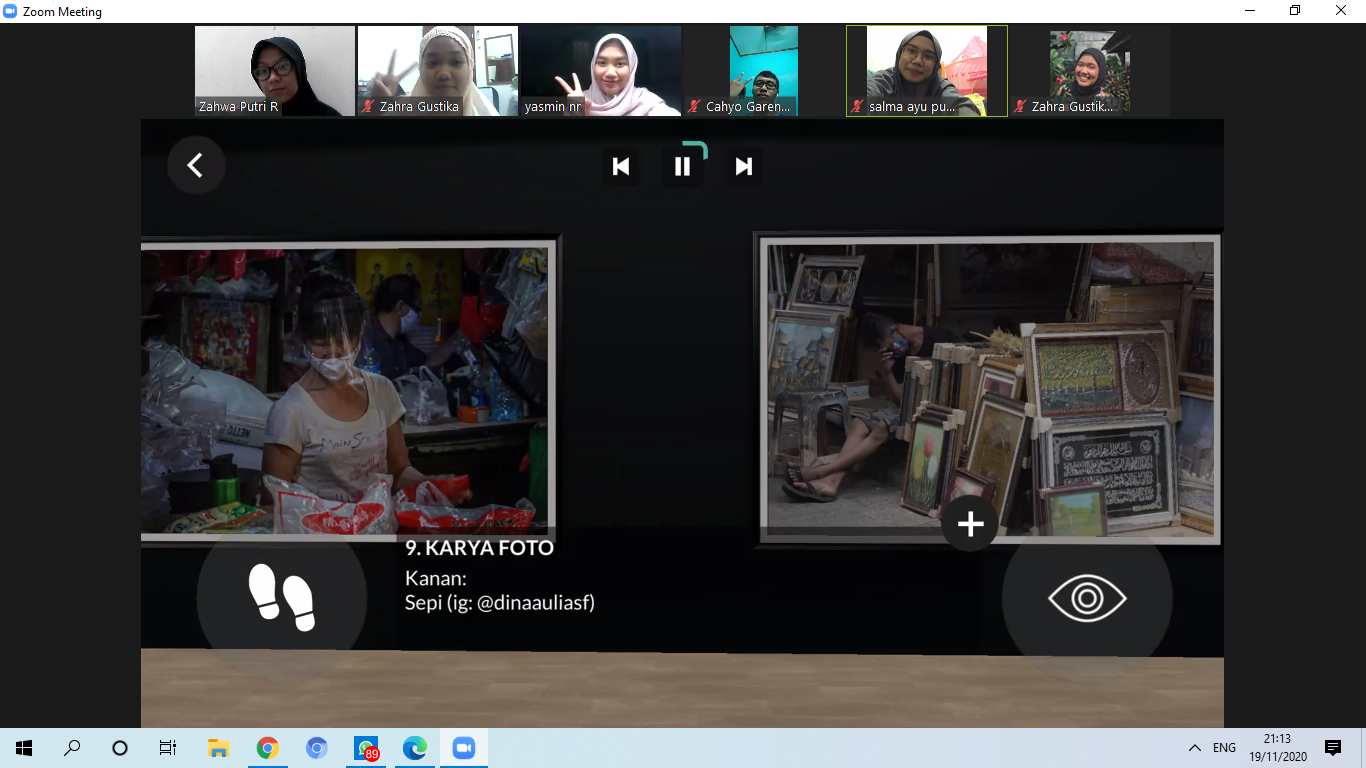 Zoom Meeting
Zahwa Putri R
Zahra Gustika
yasmin nr
Cahyo Garen...
salma ayu pu...
Zahra Gustik...
9. KARYA FOTO
Kanan:
Sepi (ig: @dinaauliasf)
89
ENG
21:13
19/11/2020